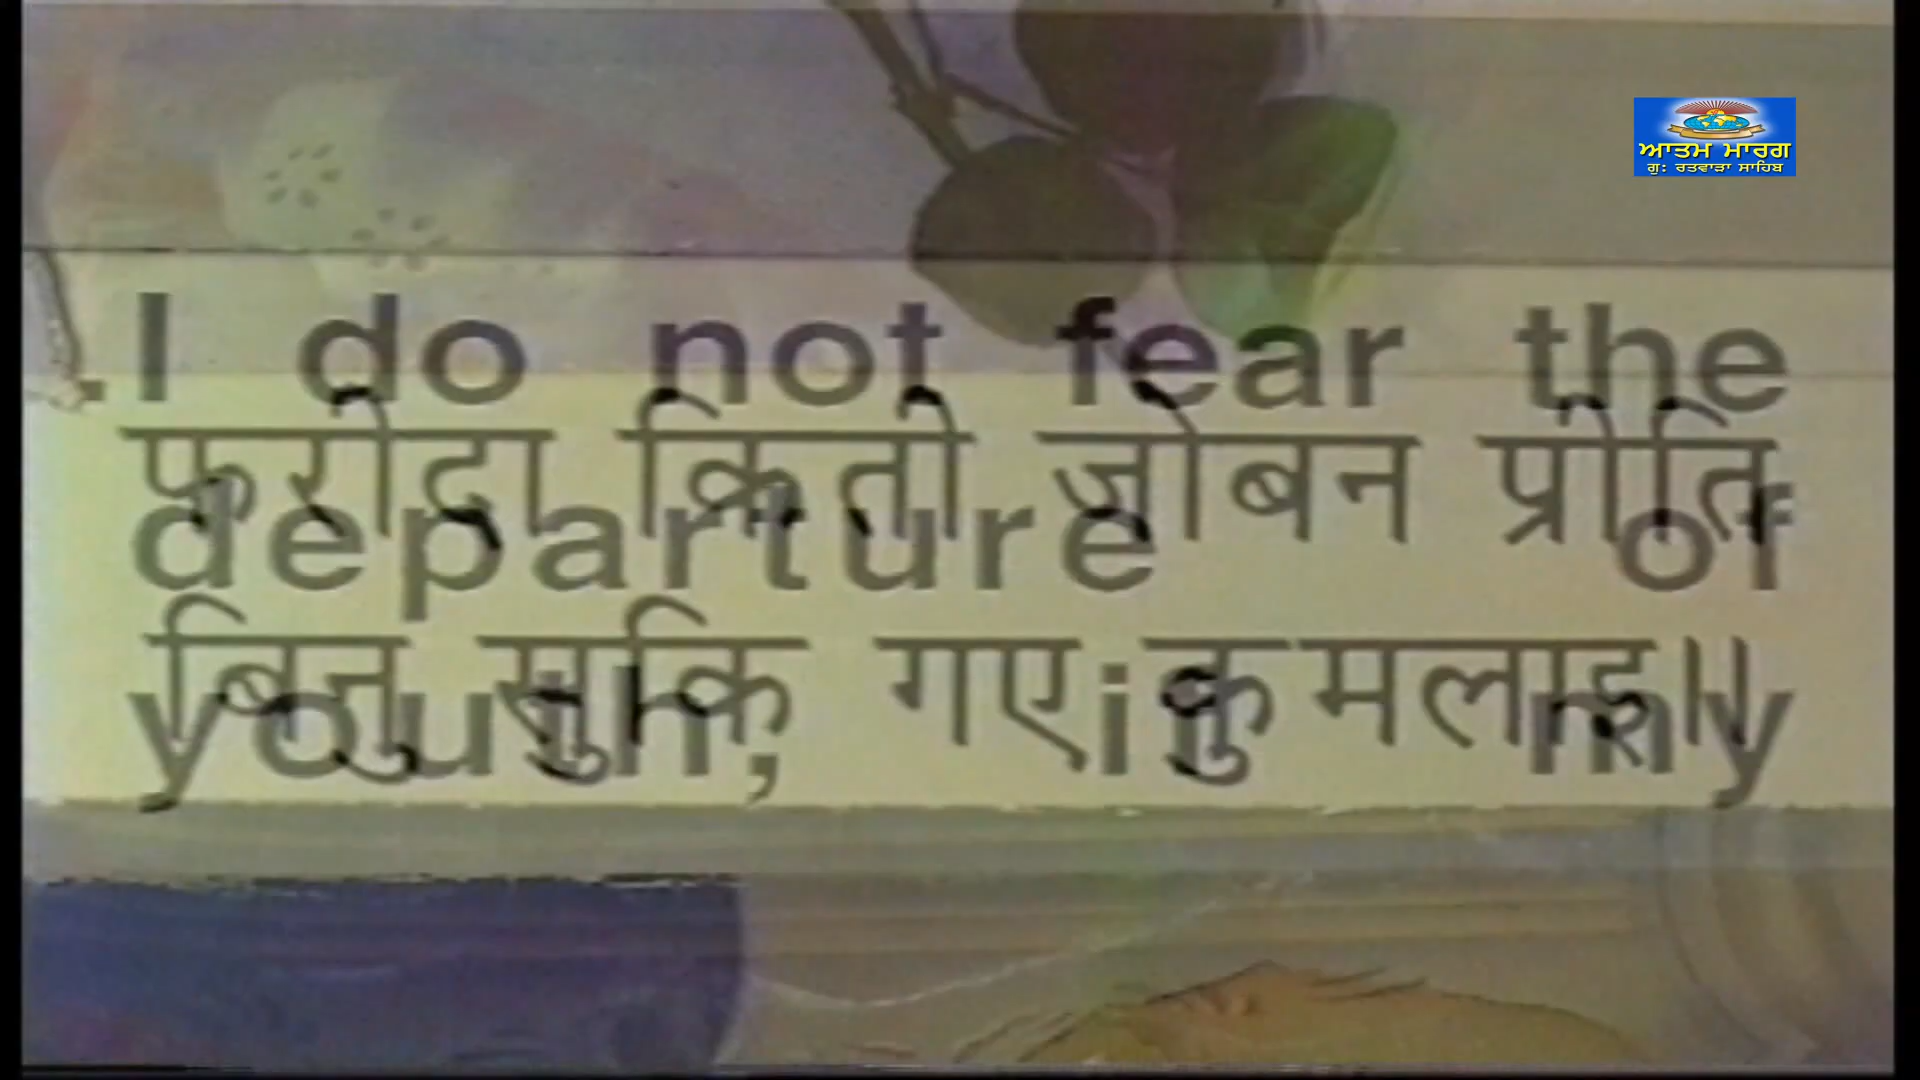 ਆਤਮ ਮਾਰਗ
ਗੁ: ਰਤਵਾੜਾ ਸਾਹਿਬ
.I do not fear the
फरीदा किती जोबन प्रीति
departure of
बिनु सुकि गए कुमलाइ॥
youth, if my